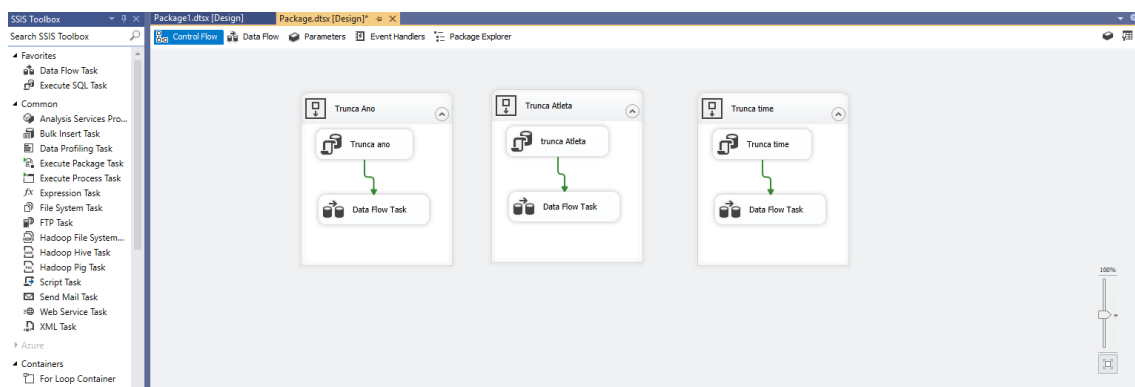 SSIS Toolbox
Package1.dtsx [Design]
Package.dtsx [Design]*
Search SSIS Toolbox
Control Flow
Data Flow
Parameters
Event Handlers
Package Explorer
Favorites
Data Flow Task
Execute SQL Task
Common
Analysis Services Pro...
Bulk Insert Task
Data Profiling Task
Execute Package Task
Execute Process Task
Expression Task
File System Task
FTP Task
Hadoop File System...
Hadoop Hive Task
Hadoop Pig Task
Script Task
Send Mail Task
Web Service Task
XML Task
Azure
Containers
For Loop Container
Trunca Ano
Trunca ano
Data Flow Task
Trunca Atleta
trunca Atleta
Data Flow Task
Trunca time
Trunca time
Data Flow Task
100%